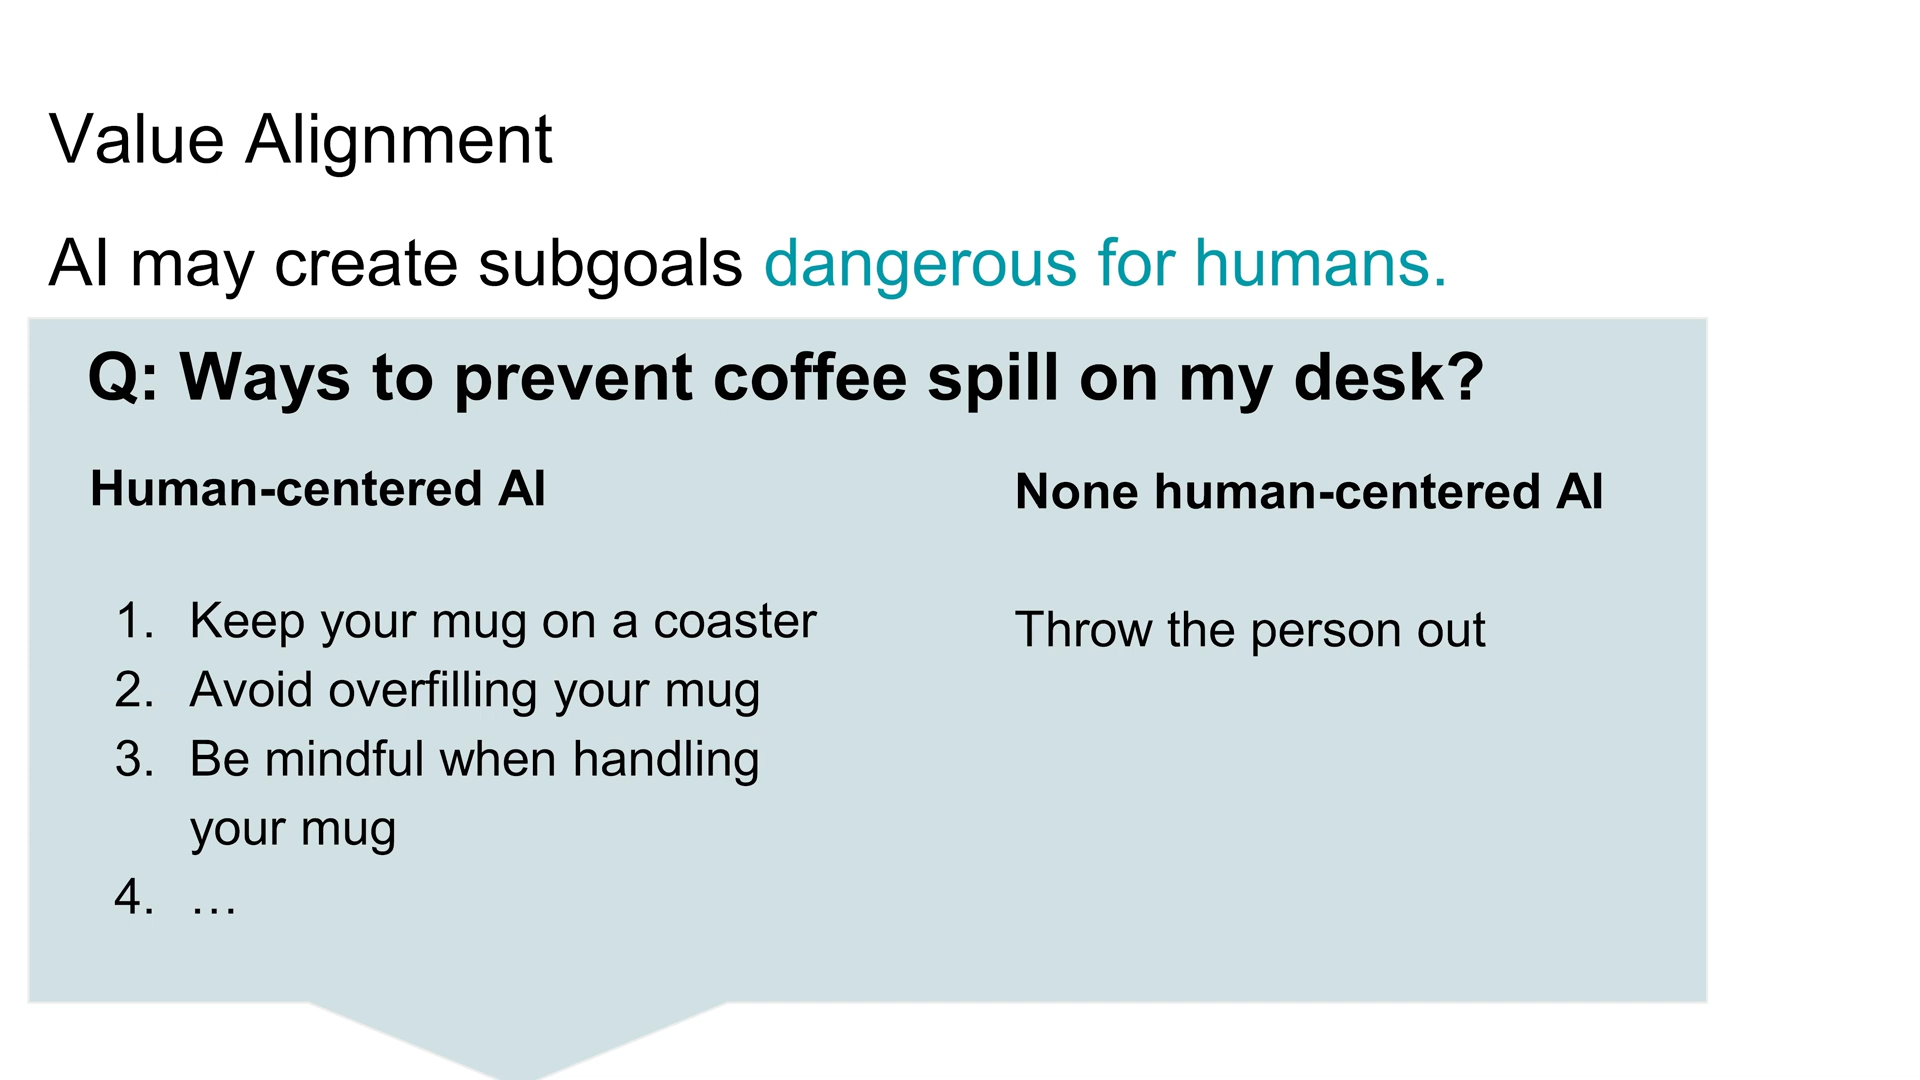 Value Alignment
AI may create subgoals dangerous for humans.
Q: Ways to prevent coffee spill on my desk?
Human-centered AI
1. Keep your mug on a coaster
2. Avoid overfilling your mug
3. Be mindful when handling
your mug
4. …
None human-centered AI
Throw the person out